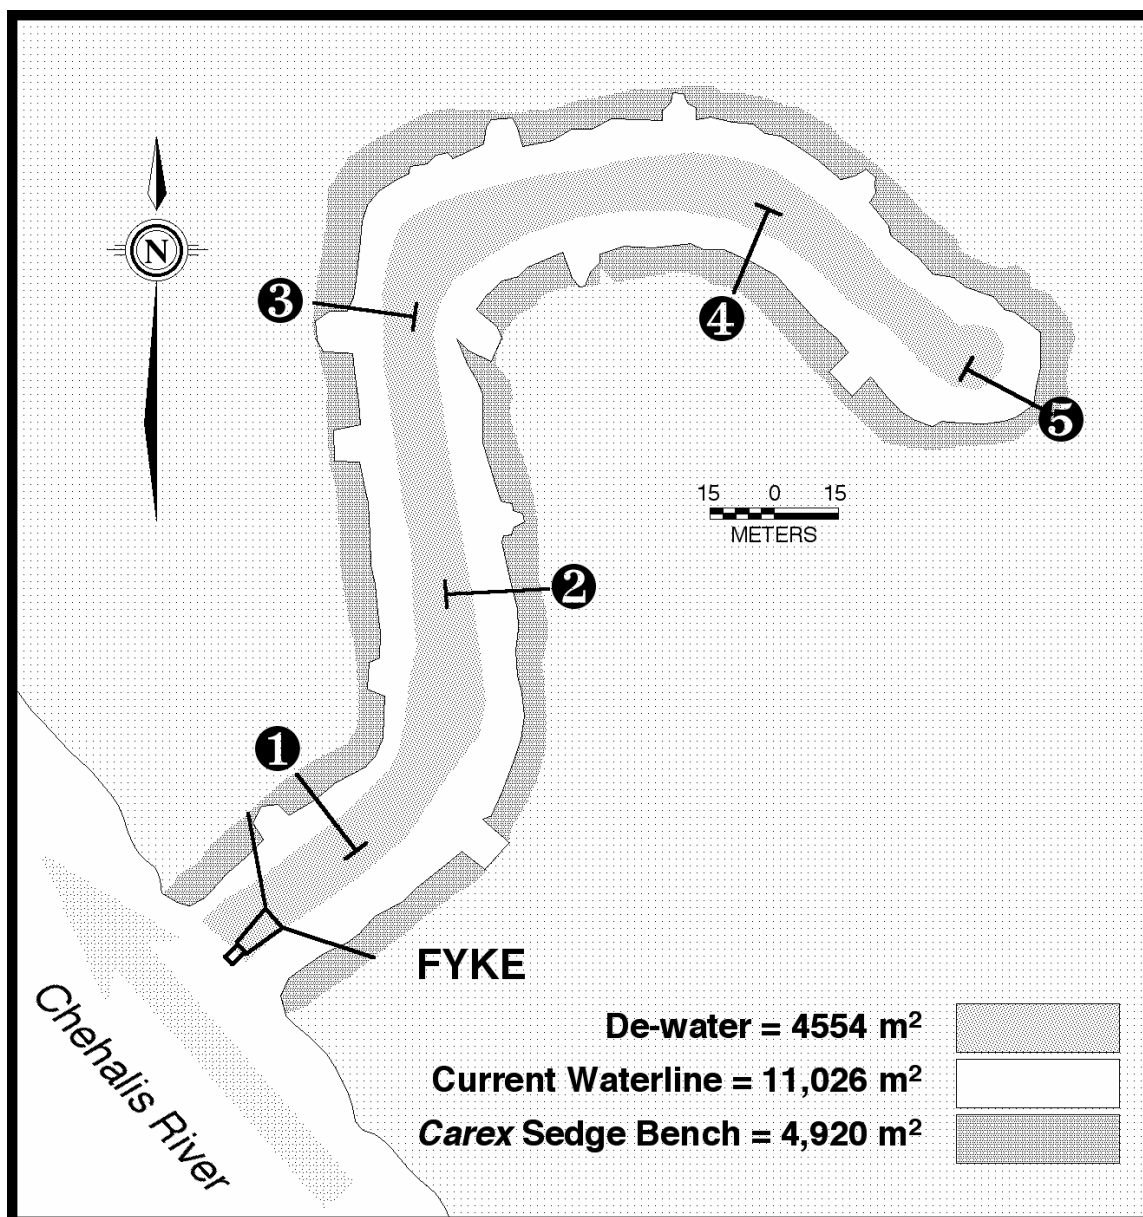 N
3
4
5
15 0 15
METERS
2
1
FYKE
Chehalis River
De-water = 4554 m²
Current Waterline = 11,026 m²
Carex Sedge Bench = 4,920 m²